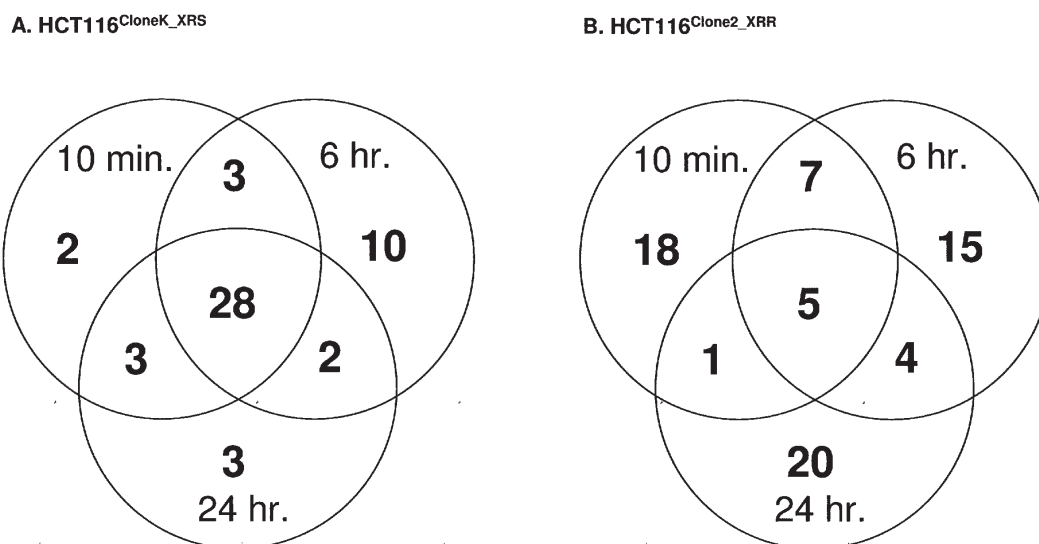 A. HCT116CloneK_XRS
B. HCT116Clone2_XRR
10 min.
3
6 hr.
2
10
28
3
2
3
24 hr.
10 min.
7
6 hr.
18
15
5
1
4
20
24 hr.